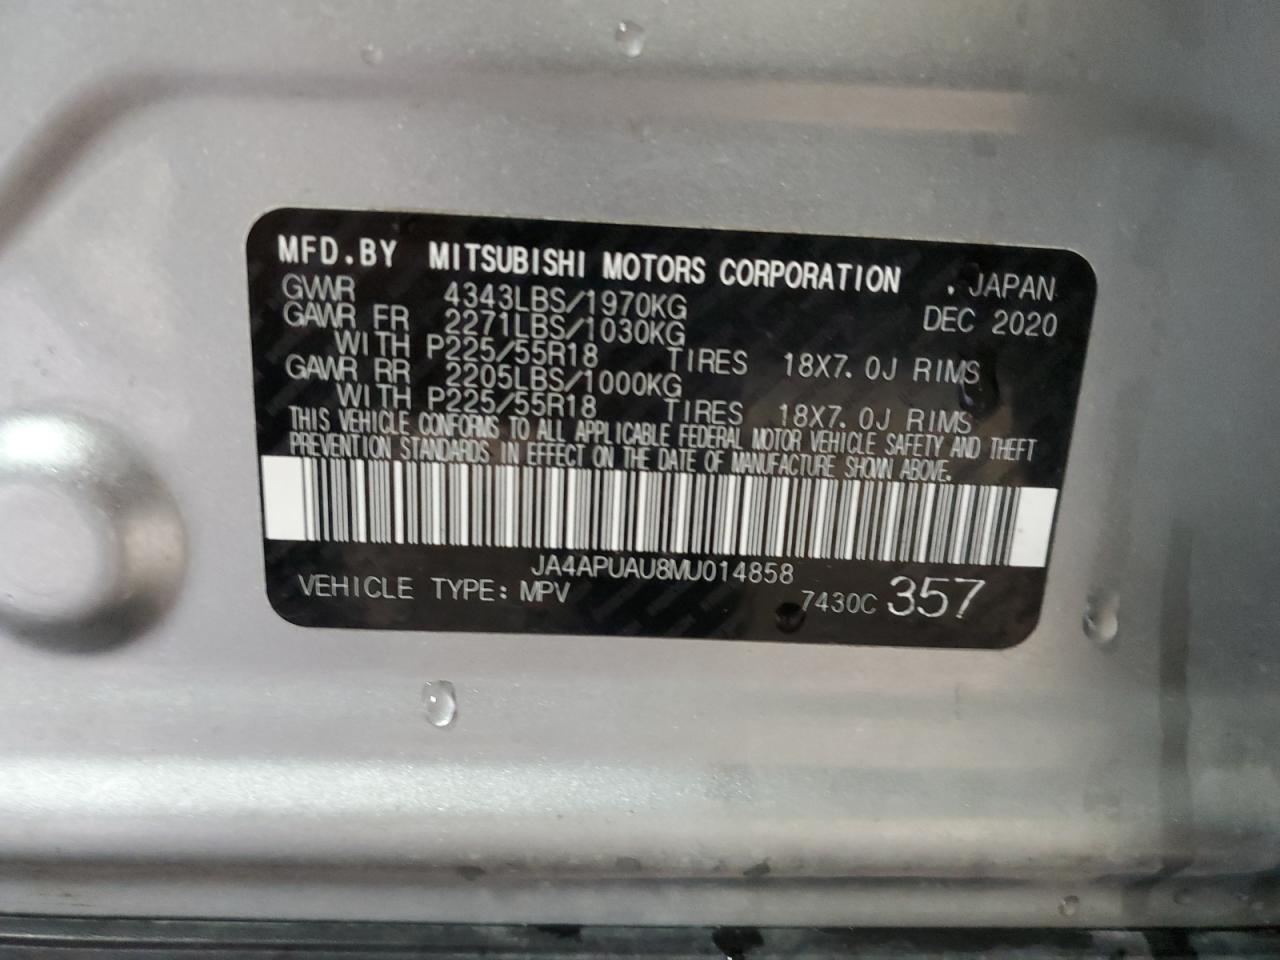 MFD.BY MITSUBISHI MOTORS CORPORATION JAPAN
GVWR 4343LBS/1970KG DEC 2020
GAWR FR 2271LBS/1030KG
WITH P225/55R18 TIRES 18X7.0J RIMS
GAWR RR 2205LBS/1000KG
WITH P225/55R18 TIRES 18X7.0J RIMS
THIS VEHICLE CONFORMS TO ALL APPLICABLE FEDERAL MOTOR VEHICLE SAFETY AND THEFT
PREVENTION STANDARDS IN EFFECT ON THE DATE OF MANUFACTURE SHOWN ABOVE.
JA4APUAU8MU014858
VEHICLE TYPE: MPV 7430C 357